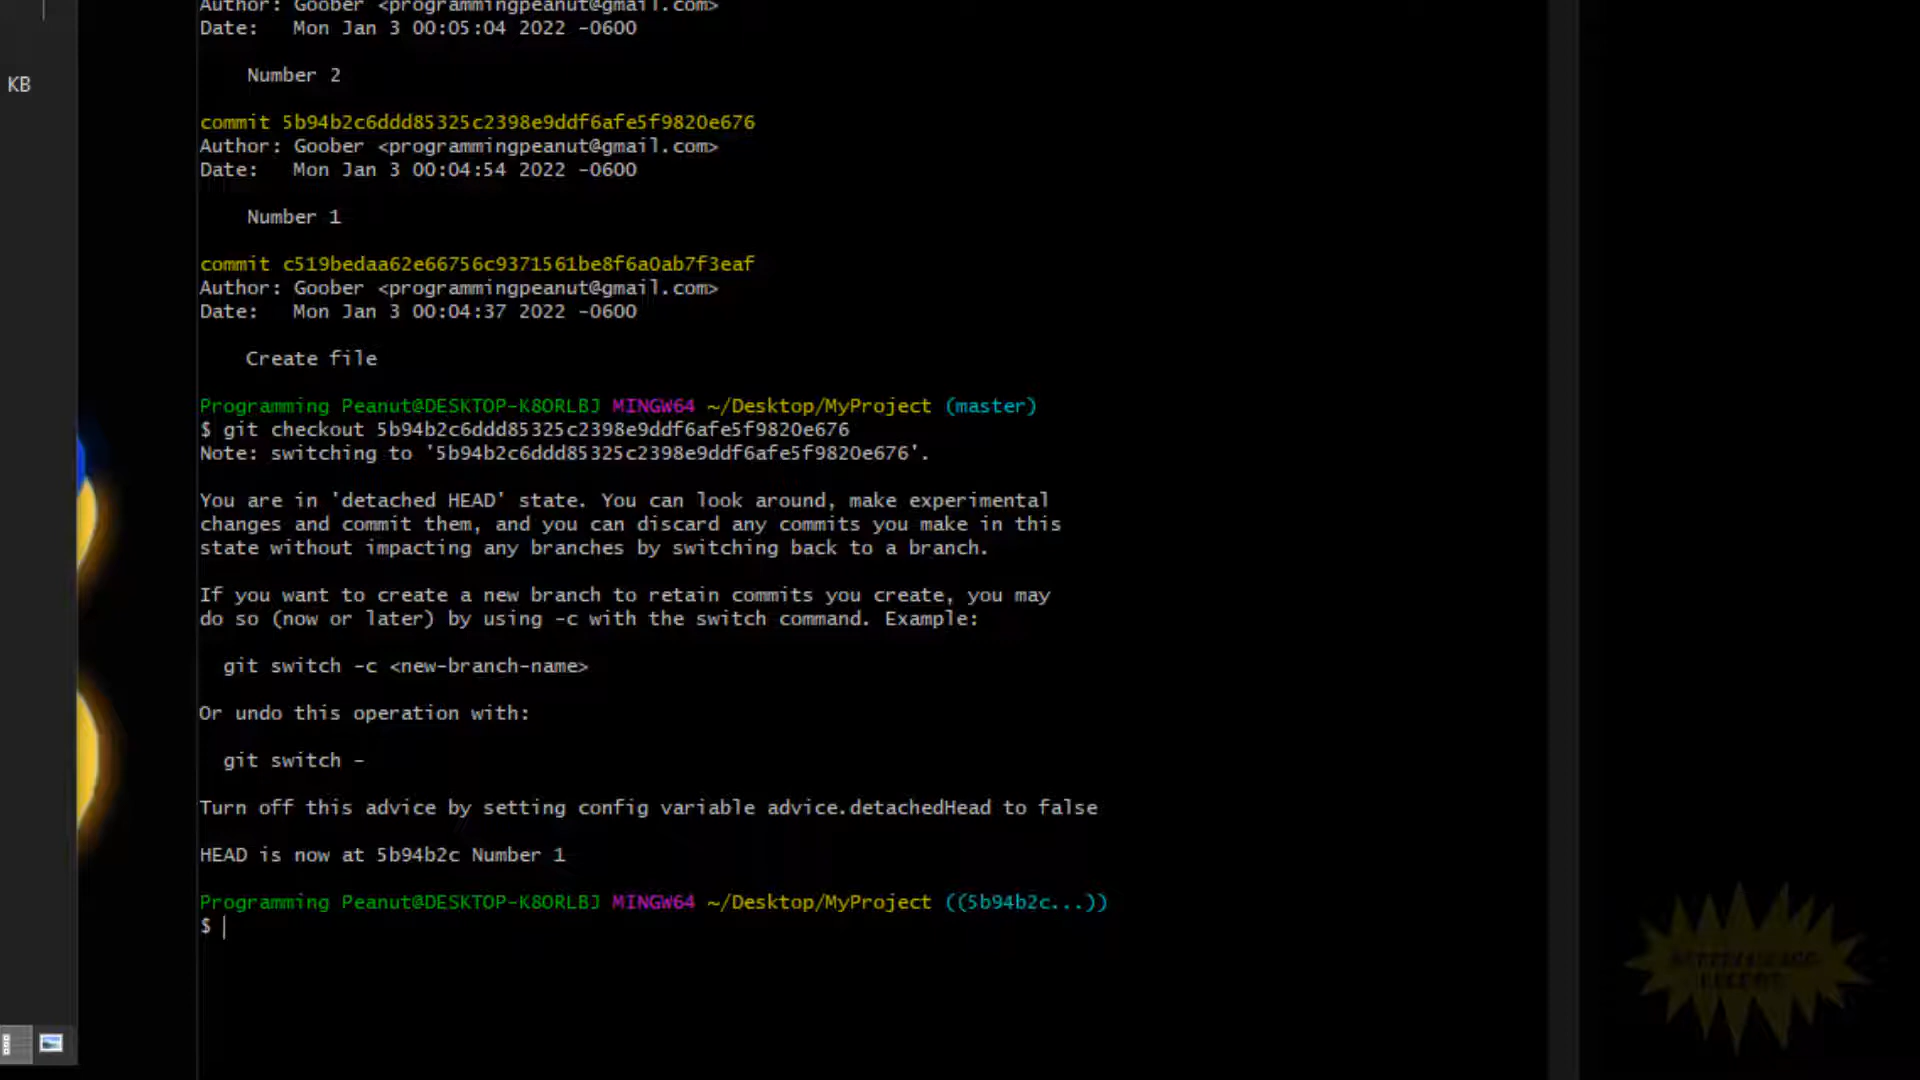 Author: Goober <programmingpeanut@gmail.com>
Date:   Mon Jan 3 00:05:04 2022 -0600
KB
Number 2
commit 5b94b2c6ddd85325c2398e9ddf6afe5f9820e676
Author: Goober <programmingpeanut@gmail.com>
Date:   Mon Jan 3 00:04:54 2022 -0600
Number 1
commit c519bedaa62e66756c9371561be8f6a0ab7f3eaf
Author: Goober <programmingpeanut@gmail.com>
Date:   Mon Jan 3 00:04:37 2022 -0600
Create file
Programming Peanut@DESKTOP-K8ORLBJ MINGW64 ~/Desktop/MyProject (master)
$ git checkout 5b94b2c6ddd85325c2398e9ddf6afe5f9820e676
Note: switching to '5b94b2c6ddd85325c2398e9ddf6afe5f9820e676'.
You are in 'detached HEAD' state. You can look around, make experimental
changes and commit them, and you can discard any commits you make in this
state without impacting any branches by switching back to a branch.
If you want to create a new branch to retain commits you create, you may
do so (now or later) by using -c with the switch command. Example:
git switch -c <new-branch-name>
Or undo this operation with:
git switch -
Turn off this advice by setting config variable advice.detachedHead to false
HEAD is now at 5b94b2c Number 1
Programming Peanut@DESKTOP-K8ORLBJ MINGW64 ~/Desktop/MyProject ((5b94b2c...))
$